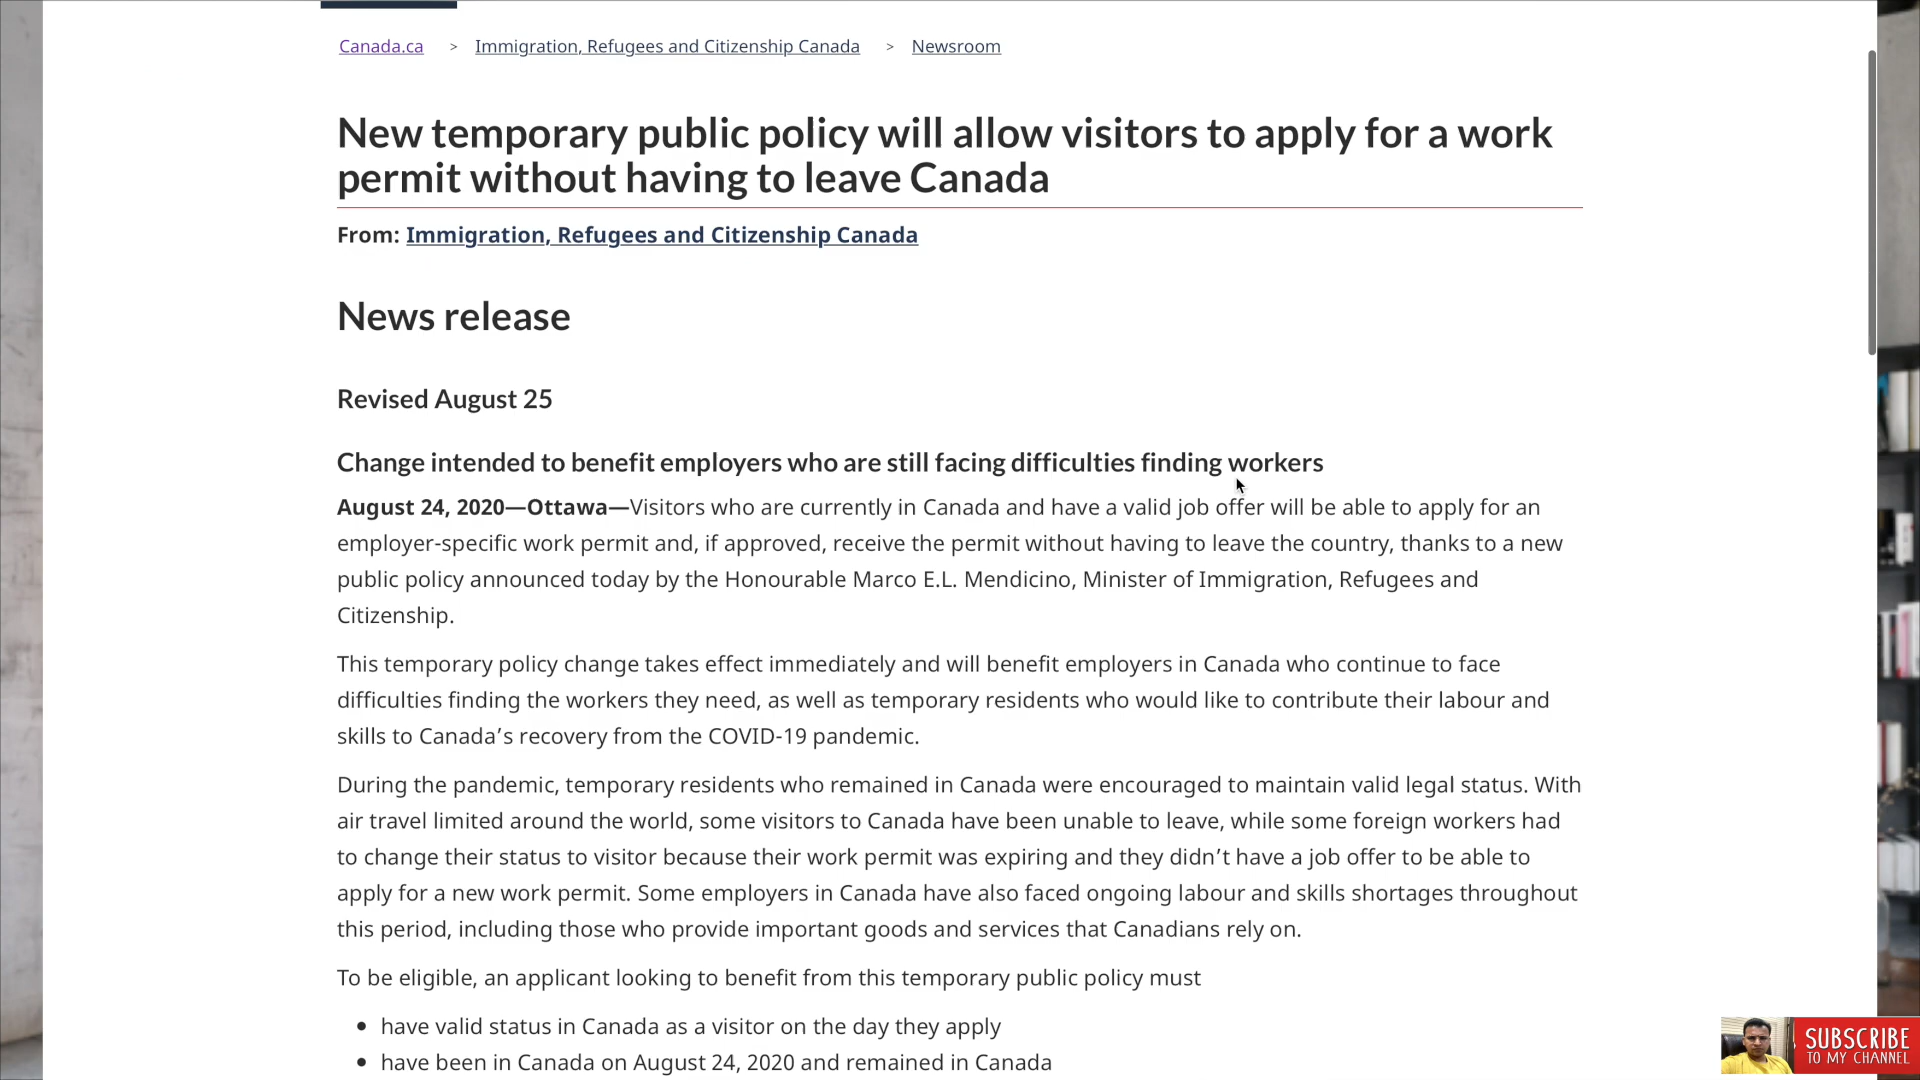 Canada.ca > Immigration, Refugees and Citizenship Canada > Newsroom
New temporary public policy will allow visitors to apply for a work
permit without having to leave Canada
From: Immigration, Refugees and Citizenship Canada
News release
Revised August 25
Change intended to benefit employers who are still facing difficulties finding workers
August 24, 2020—Ottawa—Visitors who are currently in Canada and have a valid job offer will be able to apply for an
employer-specific work permit and, if approved, receive the permit without having to leave the country, thanks to a new
public policy announced today by the Honourable Marco E.L. Mendicino, Minister of Immigration, Refugees and
Citizenship.
This temporary policy change takes effect immediately and will benefit employers in Canada who continue to face
difficulties finding the workers they need, as well as temporary residents who would like to contribute their labour and
skills to Canada’s recovery from the COVID-19 pandemic.
During the pandemic, temporary residents who remained in Canada were encouraged to maintain valid legal status. With
air travel limited around the world, some visitors to Canada have been unable to leave, while some foreign workers had
to change their status to visitor because their work permit was expiring and they didn’t have a job offer to be able to
apply for a new work permit. Some employers in Canada have also faced ongoing labour and skills shortages throughout
this period, including those who provide important goods and services that Canadians rely on.
To be eligible, an applicant looking to benefit from this temporary public policy must
• have valid status in Canada as a visitor on the day they apply
• have been in Canada on August 24, 2020 and remained in Canada
SUBSCRIBE
TO MY CHANNEL